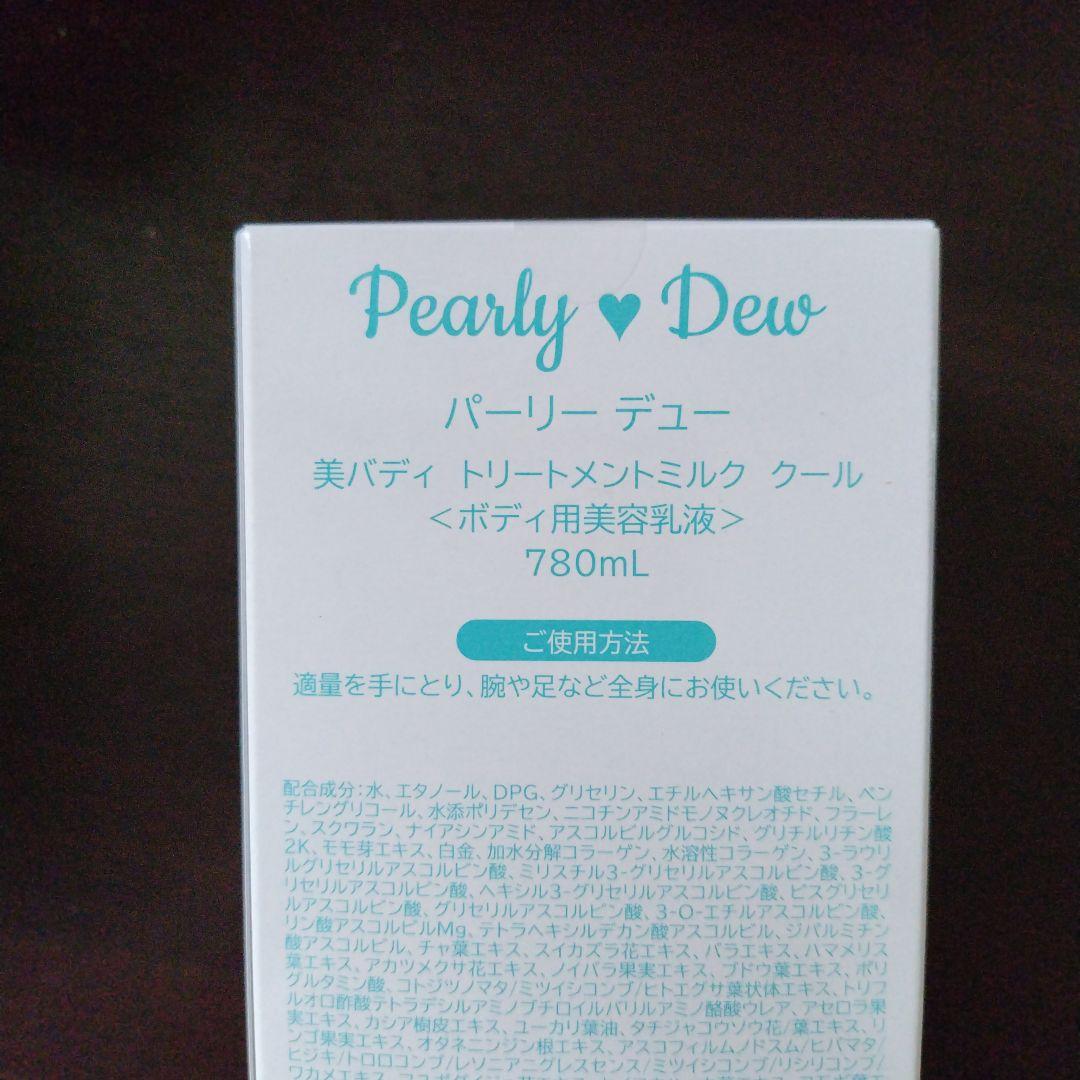 Pearly ♥ Dew
パーリー デュー
美バディ トリートメントミルク クール
＜ボディ用美容乳液＞
780mL
ご使用方法
適量を手にとり、腕や足など全身にお使いください。
配合成分：水、エタノール、DPG、グリセリン、エチルヘキサン酸セチル、ペン
チレングリコール、水添ポリデセン、ニコチンアミドモノヌクレオチド、フラーレ
ン、スクワラン、ナイアシンアミド、アスコルビルグルコシド、グリチルリチン酸
2K、モモ芽エキス、白金、加水分解コラーゲン、水溶性コラーゲン、3-ラウリ
ルグリセリルアスコルビン酸、ミリスチル3-グリセリルアスコルビン酸、3-グ
リセリルアスコルビン酸、ヘキシル3-グリセリルアスコルビン酸、ビスグリセリ
ルアスコルビン酸、グリセリルアスコルビン酸、3-O-エチルアスコルビン酸、
リン酸アスコルビルMg、テトラヘキシルデカン酸アスコルビル、ジパルミチン
酸アスコルビル、チャ葉エキス、スイカズラ花エキス、バラエキス、ハマメリス
葉エキス、アカツメクサ花エキス、ノイバラ果実エキス、ブドウ葉エキス、ポリ
グルタミン酸、コトジツノマタ/ミツイシコンブ/ヒトエグサ葉状体エキス、トリフ
ルオロ酢酸テトラデシルアミノブチロイルバリルアミノ酪酸ウレア、アセロラ果
実エキス、カシア樹皮エキス、ユーカリ葉油、タチジャコウソウ花/葉エキス、リ
ンゴ果実エキス、オタネニンジン根エキス、アスコフィルムノドスム/ヒバマタ/
ヒジキ/トロロコンブ/レソニアニグレスセンス/ミツイシコンブ/リシリコンブ/
ワカメエキス、